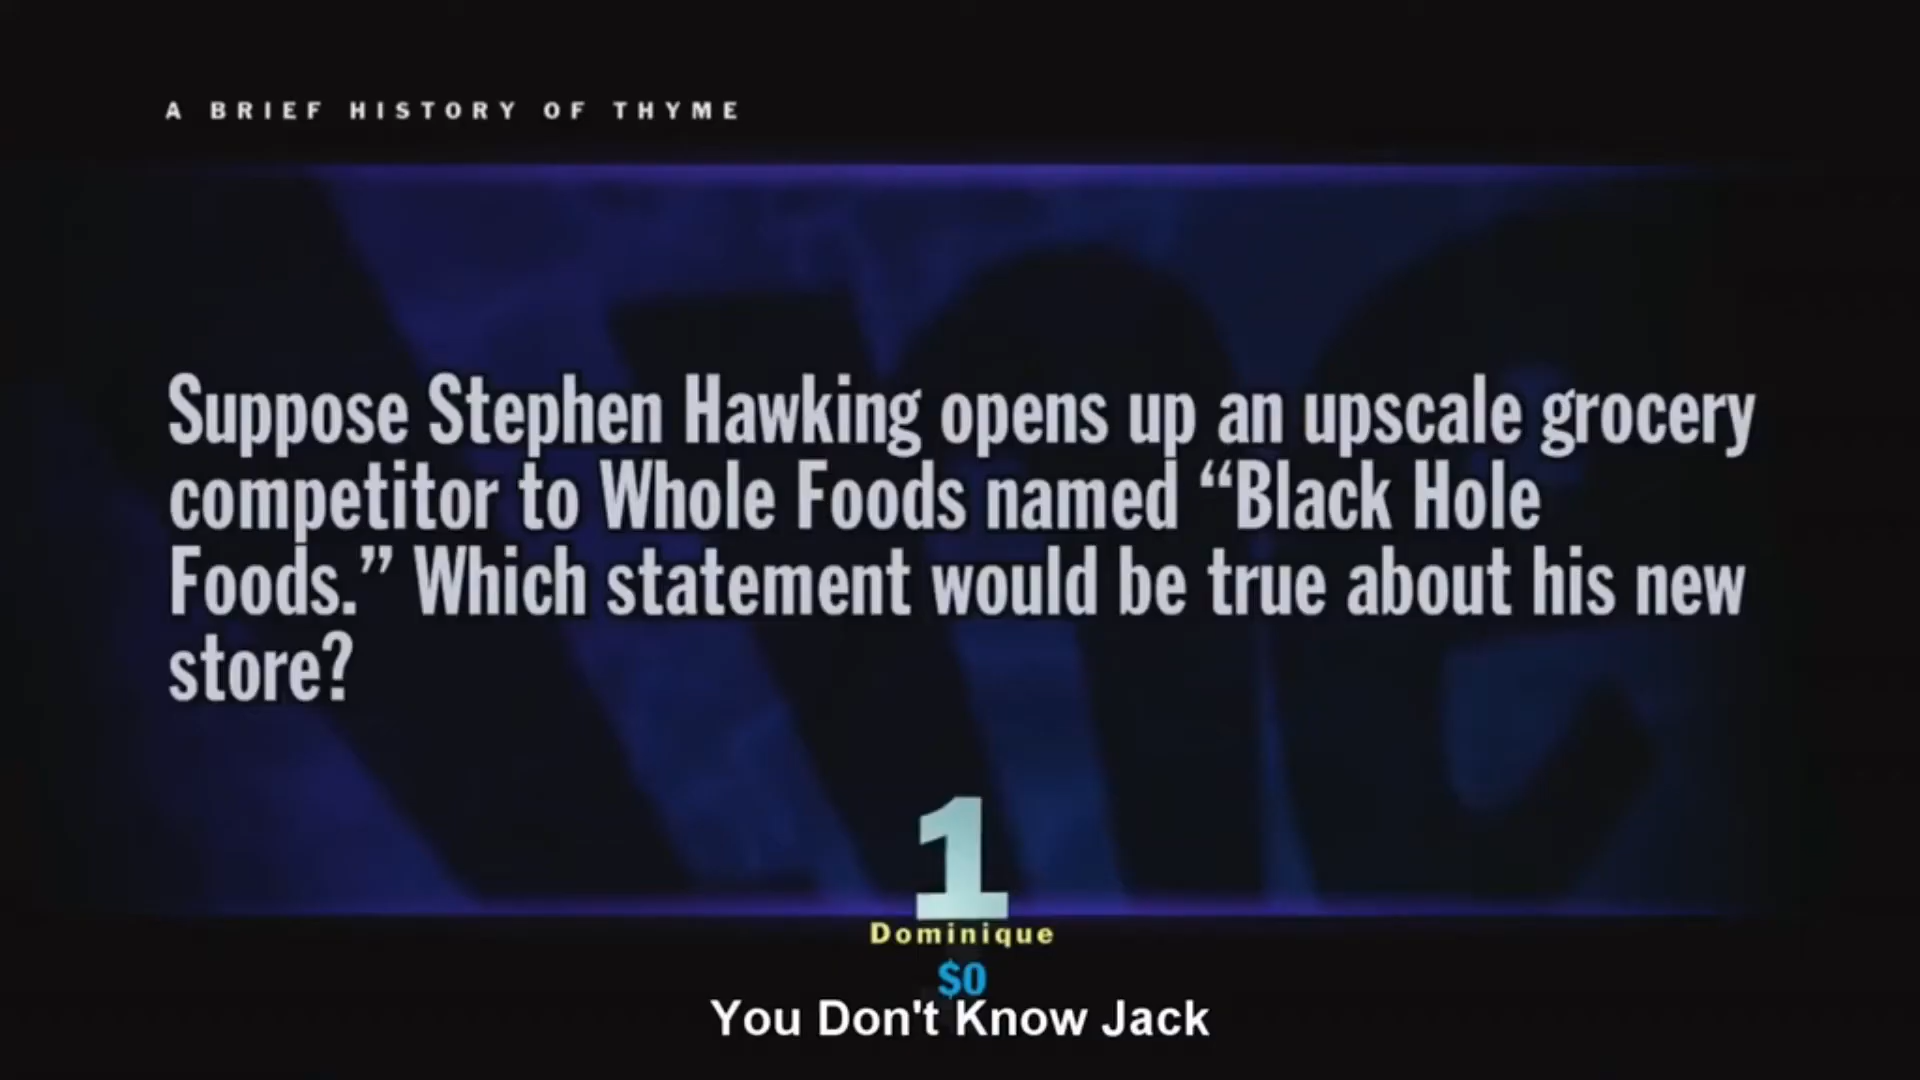 A BRIEF HISTORY OF THYME
Suppose Stephen Hawking opens up an upscale grocery
competitor to Whole Foods named “Black Hole
Foods.” Which statement would be true about his new
store?
1
Dominique
$0
You Don't Know Jack